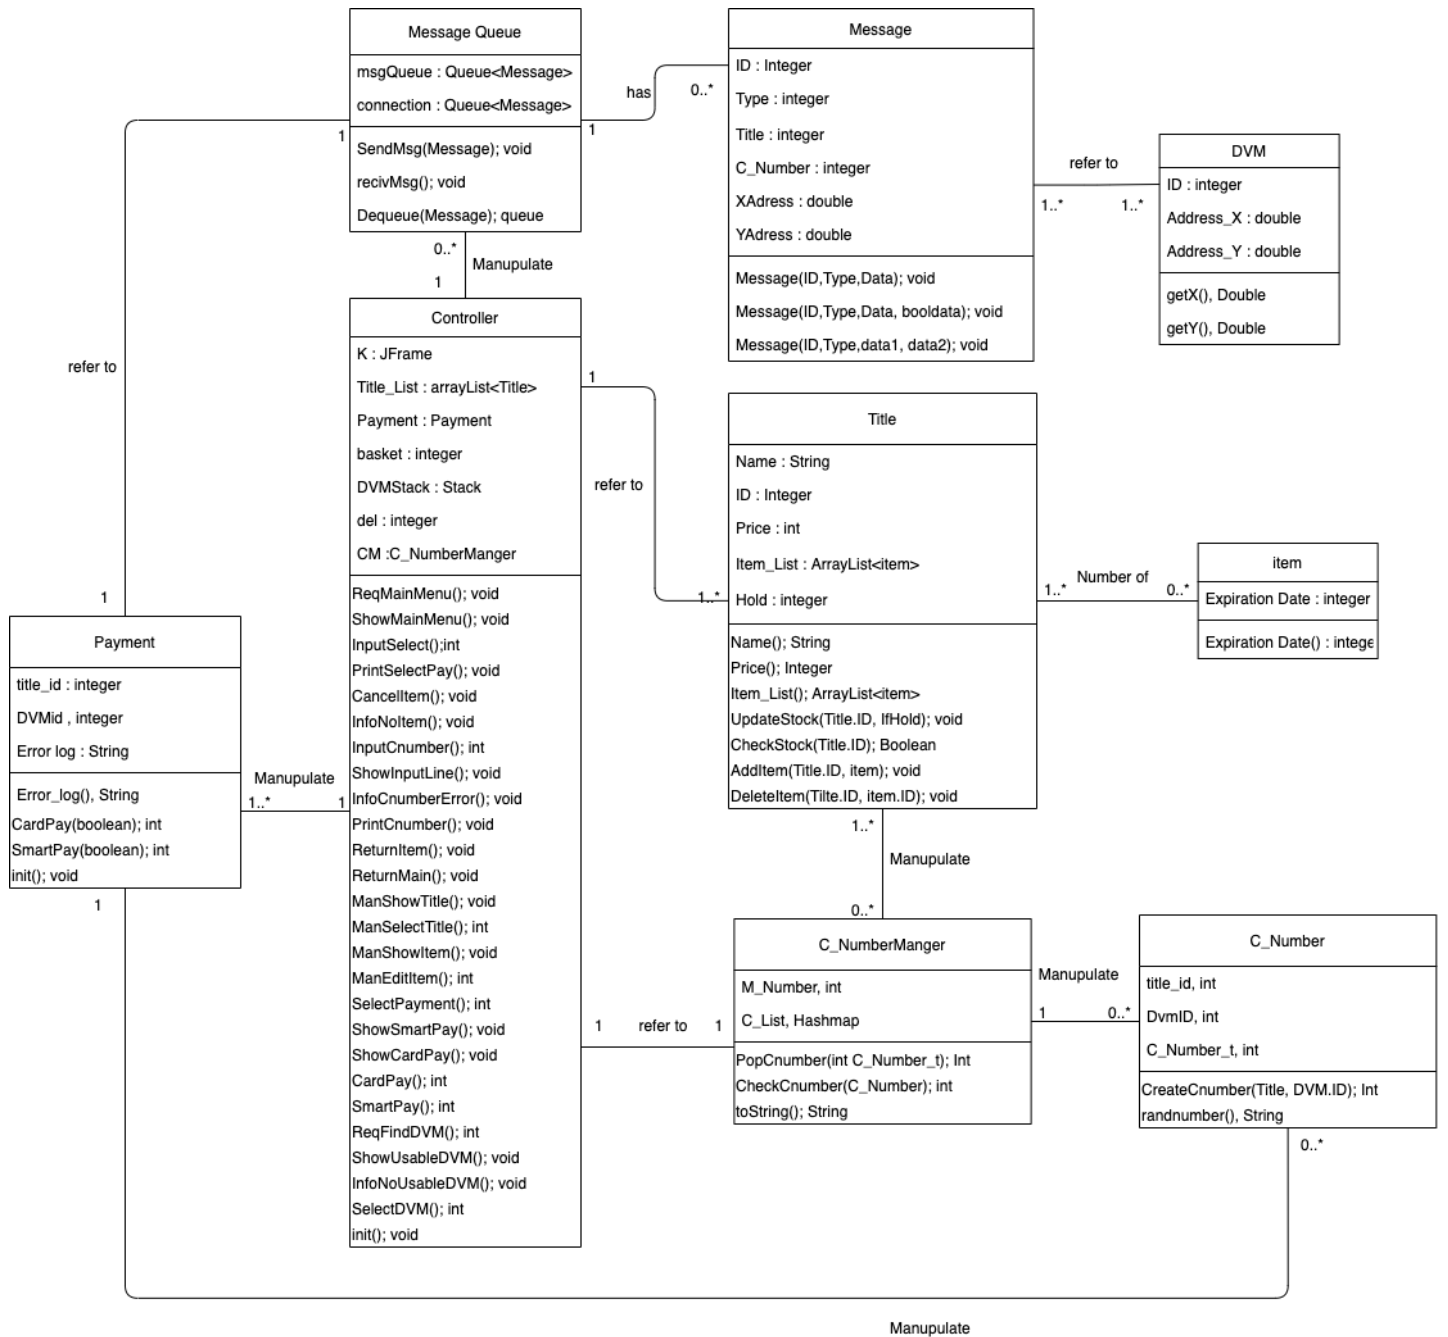 Message Queue
msgQueue : Queue<Message>
connection : Queue<Message>
SendMsg(Message); void
recivMsg(); void
Dequeue(Message); queue
1
1
has
0..*
Message
ID : Integer
Type : integer
Title : integer
C_Number : integer
XAdress : double
YAdress : double
Message(ID,Type,Data); void
Message(ID,Type,Data, booldata); void
Message(ID,Type,data1, data2); void
refer to
1..*
1..*
DVM
ID : integer
Address_X : double
Address_Y : double
getX(), Double
getY(), Double
0..*
Manupulate
1
refer to
1
Controller
K : JFrame
Title_List : arrayList<Title>
Payment : Payment
basket : integer
DVMStack : Stack
del : integer
CM :C_NumberManger
ReqMainMenu(); void
ShowMainMenu(); void
InputSelect();int
PrintSelectPay(); void
CancelItem(); void
InfoNoItem(); void
InputCnumber(); int
ShowInputLine(); void
InfoCnumberError(); void
PrintCnumber(); void
ReturnItem(); void
ReturnMain(); void
ManShowTitle(); void
ManSelectTitle(); int
ManShowItem(); void
ManEditItem(); int
SelectPayment(); int
ShowSmartPay(); void
ShowCardPay(); void
CardPay(); int
SmartPay(); int
ReqFindDVM(); int
ShowUsableDVM(); void
InfoNoUsableDVM(); void
SelectDVM(); int
init(); void
1
refer to
1..*
Title
Name : String
ID : Integer
Price : int
Item_List : ArrayList<item>
Hold : integer
Name(); String
Price(); Integer
Item_List(); ArrayList<item>
UpdateStock(Title.ID, IfHold); void
CheckStock(Title.ID); Boolean
AddItem(Title.ID, item); void
DeleteItem(Tilte.ID, item.ID); void
1..*
Number of
0..*
item
Expiration Date : integer
Expiration Date() : intege
Payment
title_id : integer
DVMid , integer
Error log : String
Error_log(), String
CardPay(boolean); int
SmartPay(boolean); int
init(); void
Manupulate
1..*
1
1
1..*
Manupulate
0..*
C_NumberManger
M_Number, int
C_List, Hashmap
PopCnumber(int C_Number_t); Int
CheckCnumber(C_Number); int
toString(); String
1
refer to
1
Manupulate
1
0..*
C_Number
title_id, int
DvmID, int
C_Number_t, int
CreateCnumber(Title, DVM.ID); Int
randnumber(), String
0..*
Manupulate